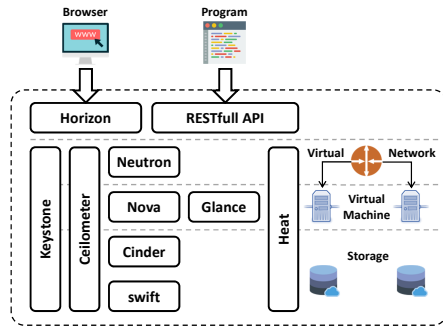 Browser
Program
WWW
Horizon
RESTfull API
Keystone
Ceilometer
Neutron
Nova
Glance
Cinder
swift
Heat
Virtual Network
Virtual
Machine
Storage